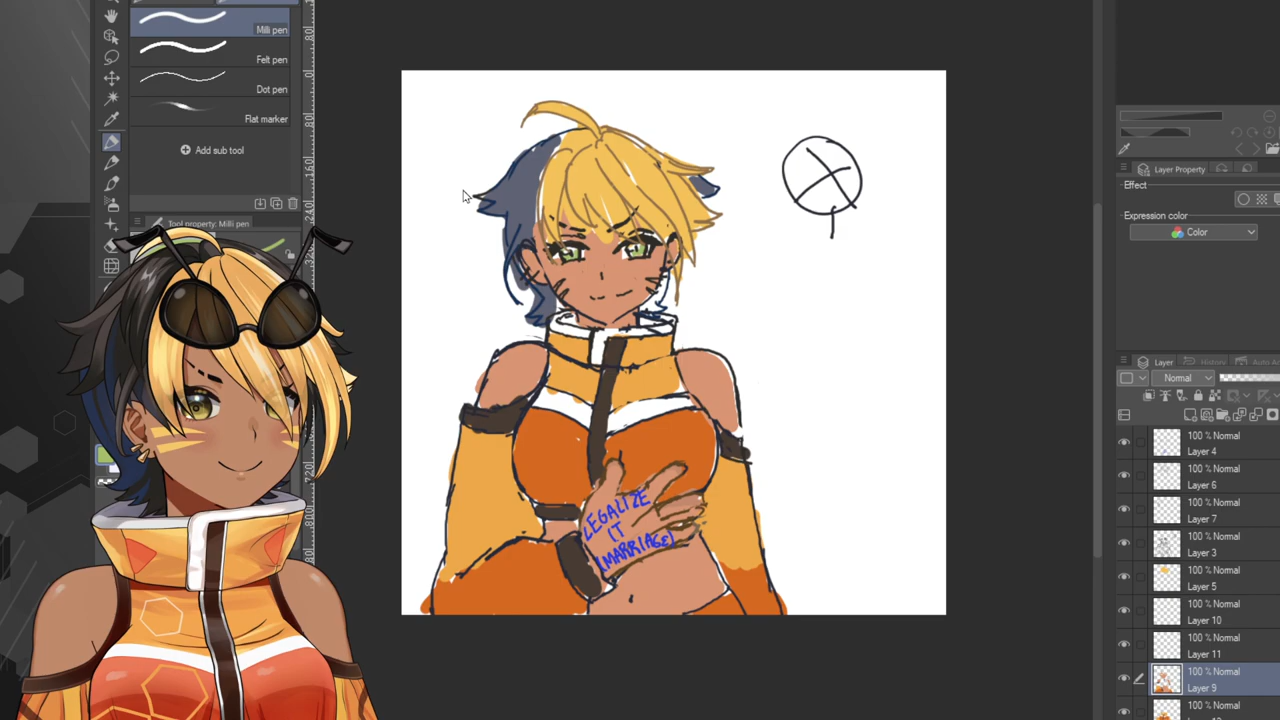 Milli pen
Felt pen
Dot pen
Flat marker
Add sub tool
Tool property: Milli pen
LEGALIZE
IT
(MARRIAGE)
Layer Property
Effect
Expression color
Color
Layer
History
Auto
Normal
100 % Normal
Layer 4
100 % Normal
Layer 6
100 % Normal
Layer 7
100 % Normal
Layer 3
100 % Normal
Layer 5
100 % Normal
Layer 10
100 % Normal
Layer 11
100 % Normal
Layer 9
100 % Normal